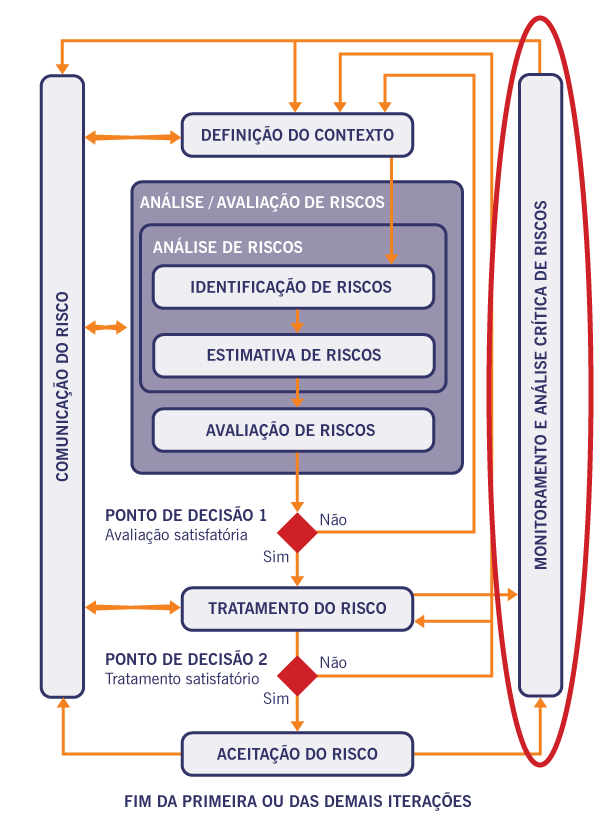 DEFINIÇÃO DO CONTEXTO
ANÁLISE / AVALIAÇÃO DE RISCOS
ANÁLISE DE RISCOS
IDENTIFICAÇÃO DE RISCOS
ESTIMATIVA DE RISCOS
AVALIAÇÃO DE RISCOS
COMUNICAÇÃO DO RISCO
MONITORAMENTO E ANÁLISE CRÍTICA DE RISCOS
PONTO DE DECISÃO 1
Avaliação satisfatória
Não
Sim
TRATAMENTO DO RISCO
PONTO DE DECISÃO 2
Tratamento satisfatório
Não
Sim
ACEITAÇÃO DO RISCO
FIM DA PRIMEIRA OU DAS DEMAIS ITERAÇÕES